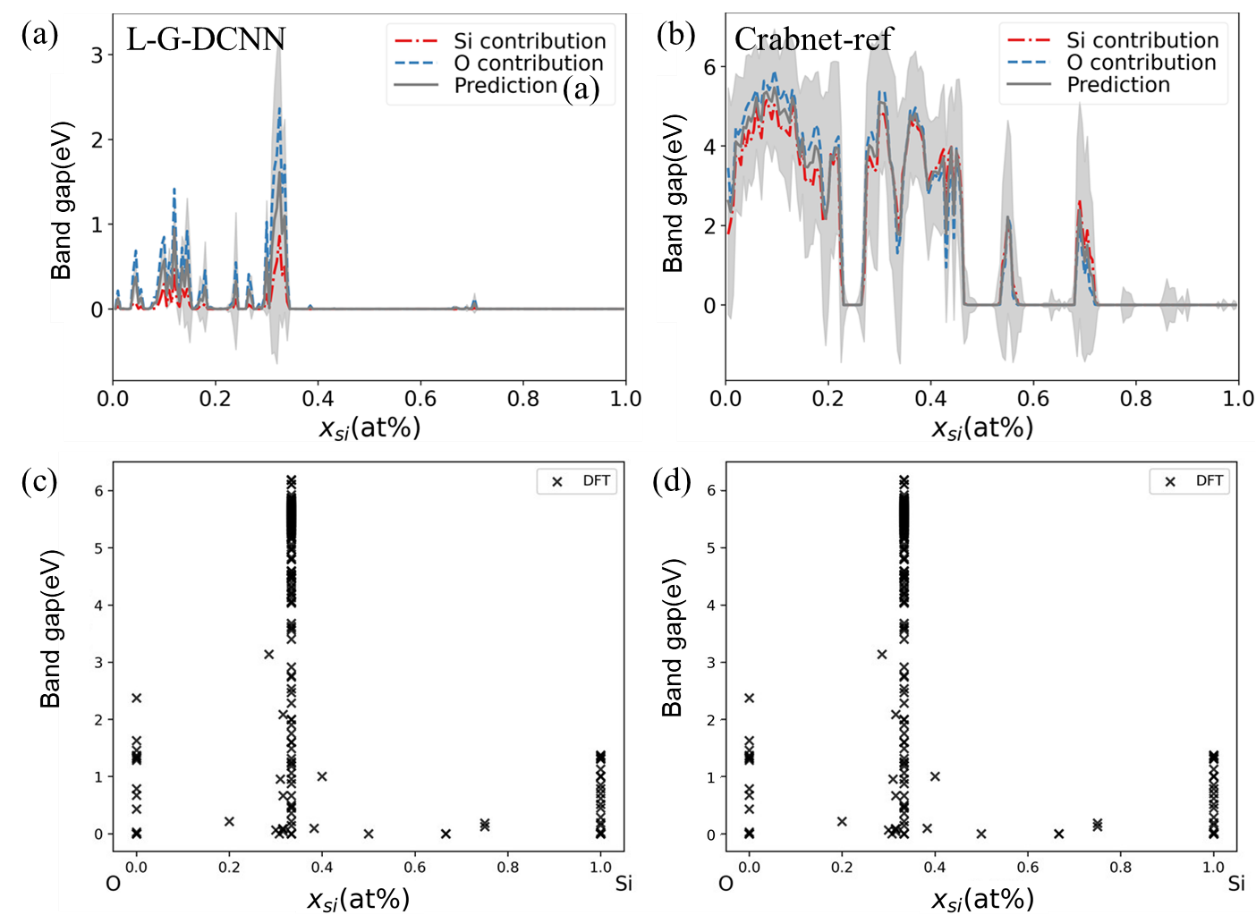 (a)
L-G-DCNN
Si contribution
O contribution
Prediction (a)
Band gap(eV)
3
2
1
0
0.0 0.2 0.4 0.6 0.8 1.0
x_si(at%)
(b)
Crabnet-ref
Si contribution
O contribution
Prediction
Band gap(eV)
6
4
2
0
0.0 0.2 0.4 0.6 0.8 1.0
x_si(at%)
(c)
DFT
Band gap(eV)
6
5
4
3
2
1
0
0.0 0.2 0.4 0.6 0.8 1.0
O Si
x_si(at%)
(d)
DFT
Band gap(eV)
6
5
4
3
2
1
0
0.0 0.2 0.4 0.6 0.8 1.0
O Si
x_si(at%)